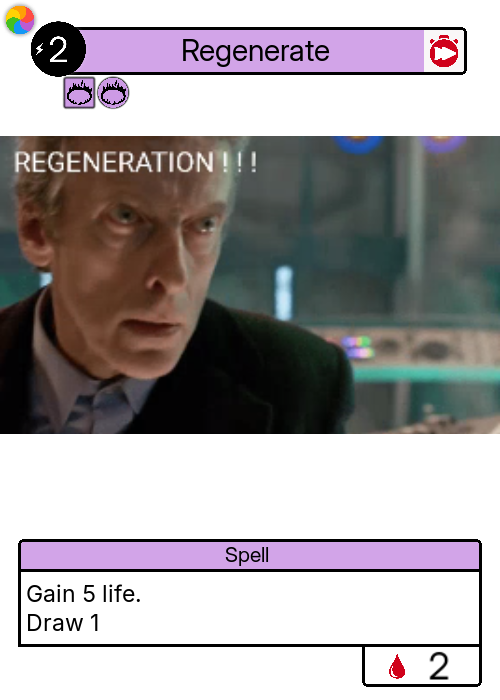 2
Regenerate
REGENERATION ! ! !
Spell
Gain 5 life.
Draw 1
2